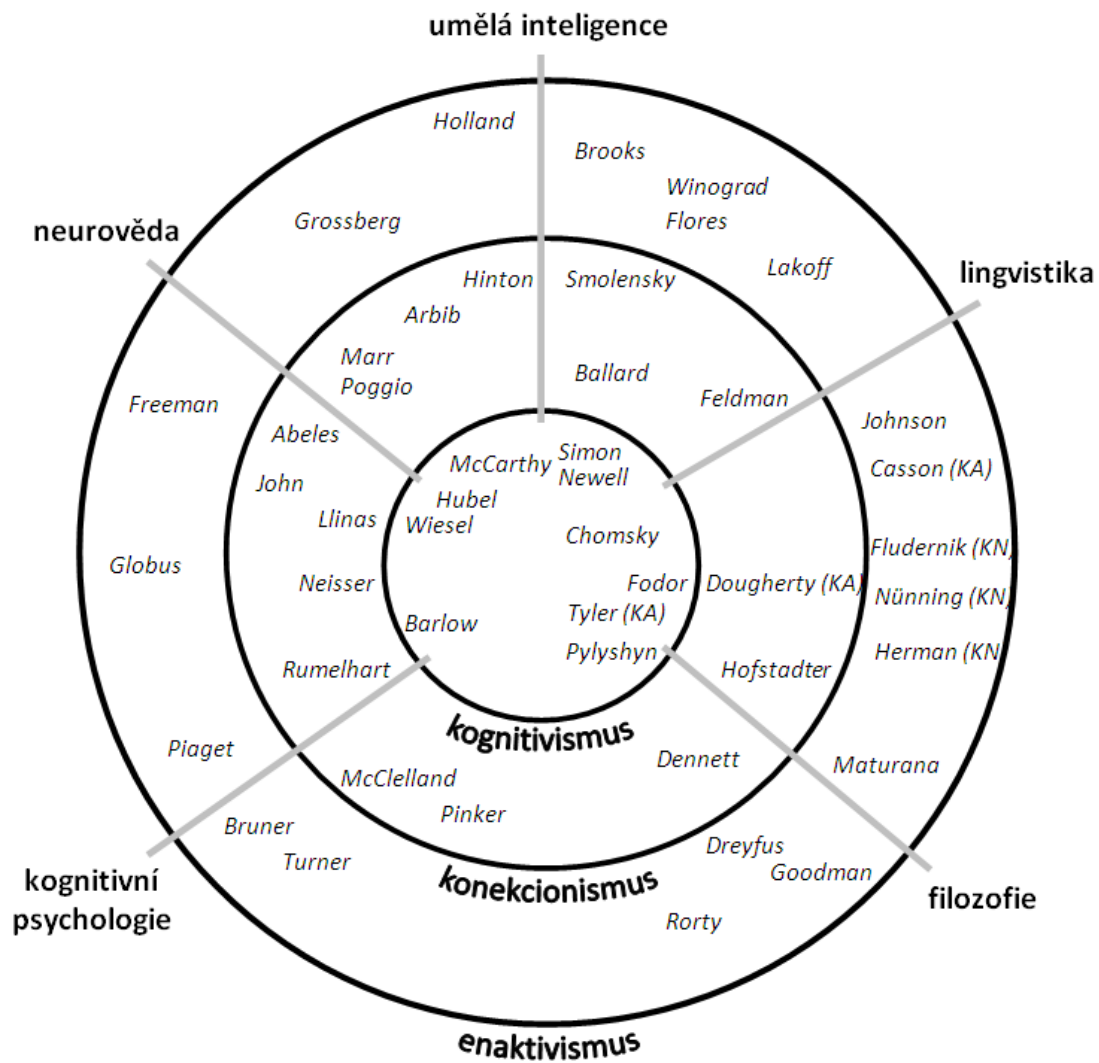 umělá inteligence
Holland
Brooks
Winograd
Flores
Grossberg
neurověda
Lakoff
lingvistika
Hinton
Smolensky
Arbib
Marr
Poggio
Ballard
Feldman
Freeman
Johnson
Abeles
McCarthy
Simon
Newell
Casson (KA)
John
Hubel
Wiesel
Llinas
Chomsky
Fludernik (KN)
Globus
Neisser
Fodor
Dougherty (KA)
Nünning (KN)
Tyler (KA)
Barlow
Pylyshyn
Herman (KN)
Rumelhart
Hofstadter
kognitivismus
Piaget
Dennett
Maturana
McClelland
Pinker
Bruner
Turner
Dreyfus
Goodman
konekcionismus
kognitivní
psychologie
filozofie
Rorty
enaktivismus